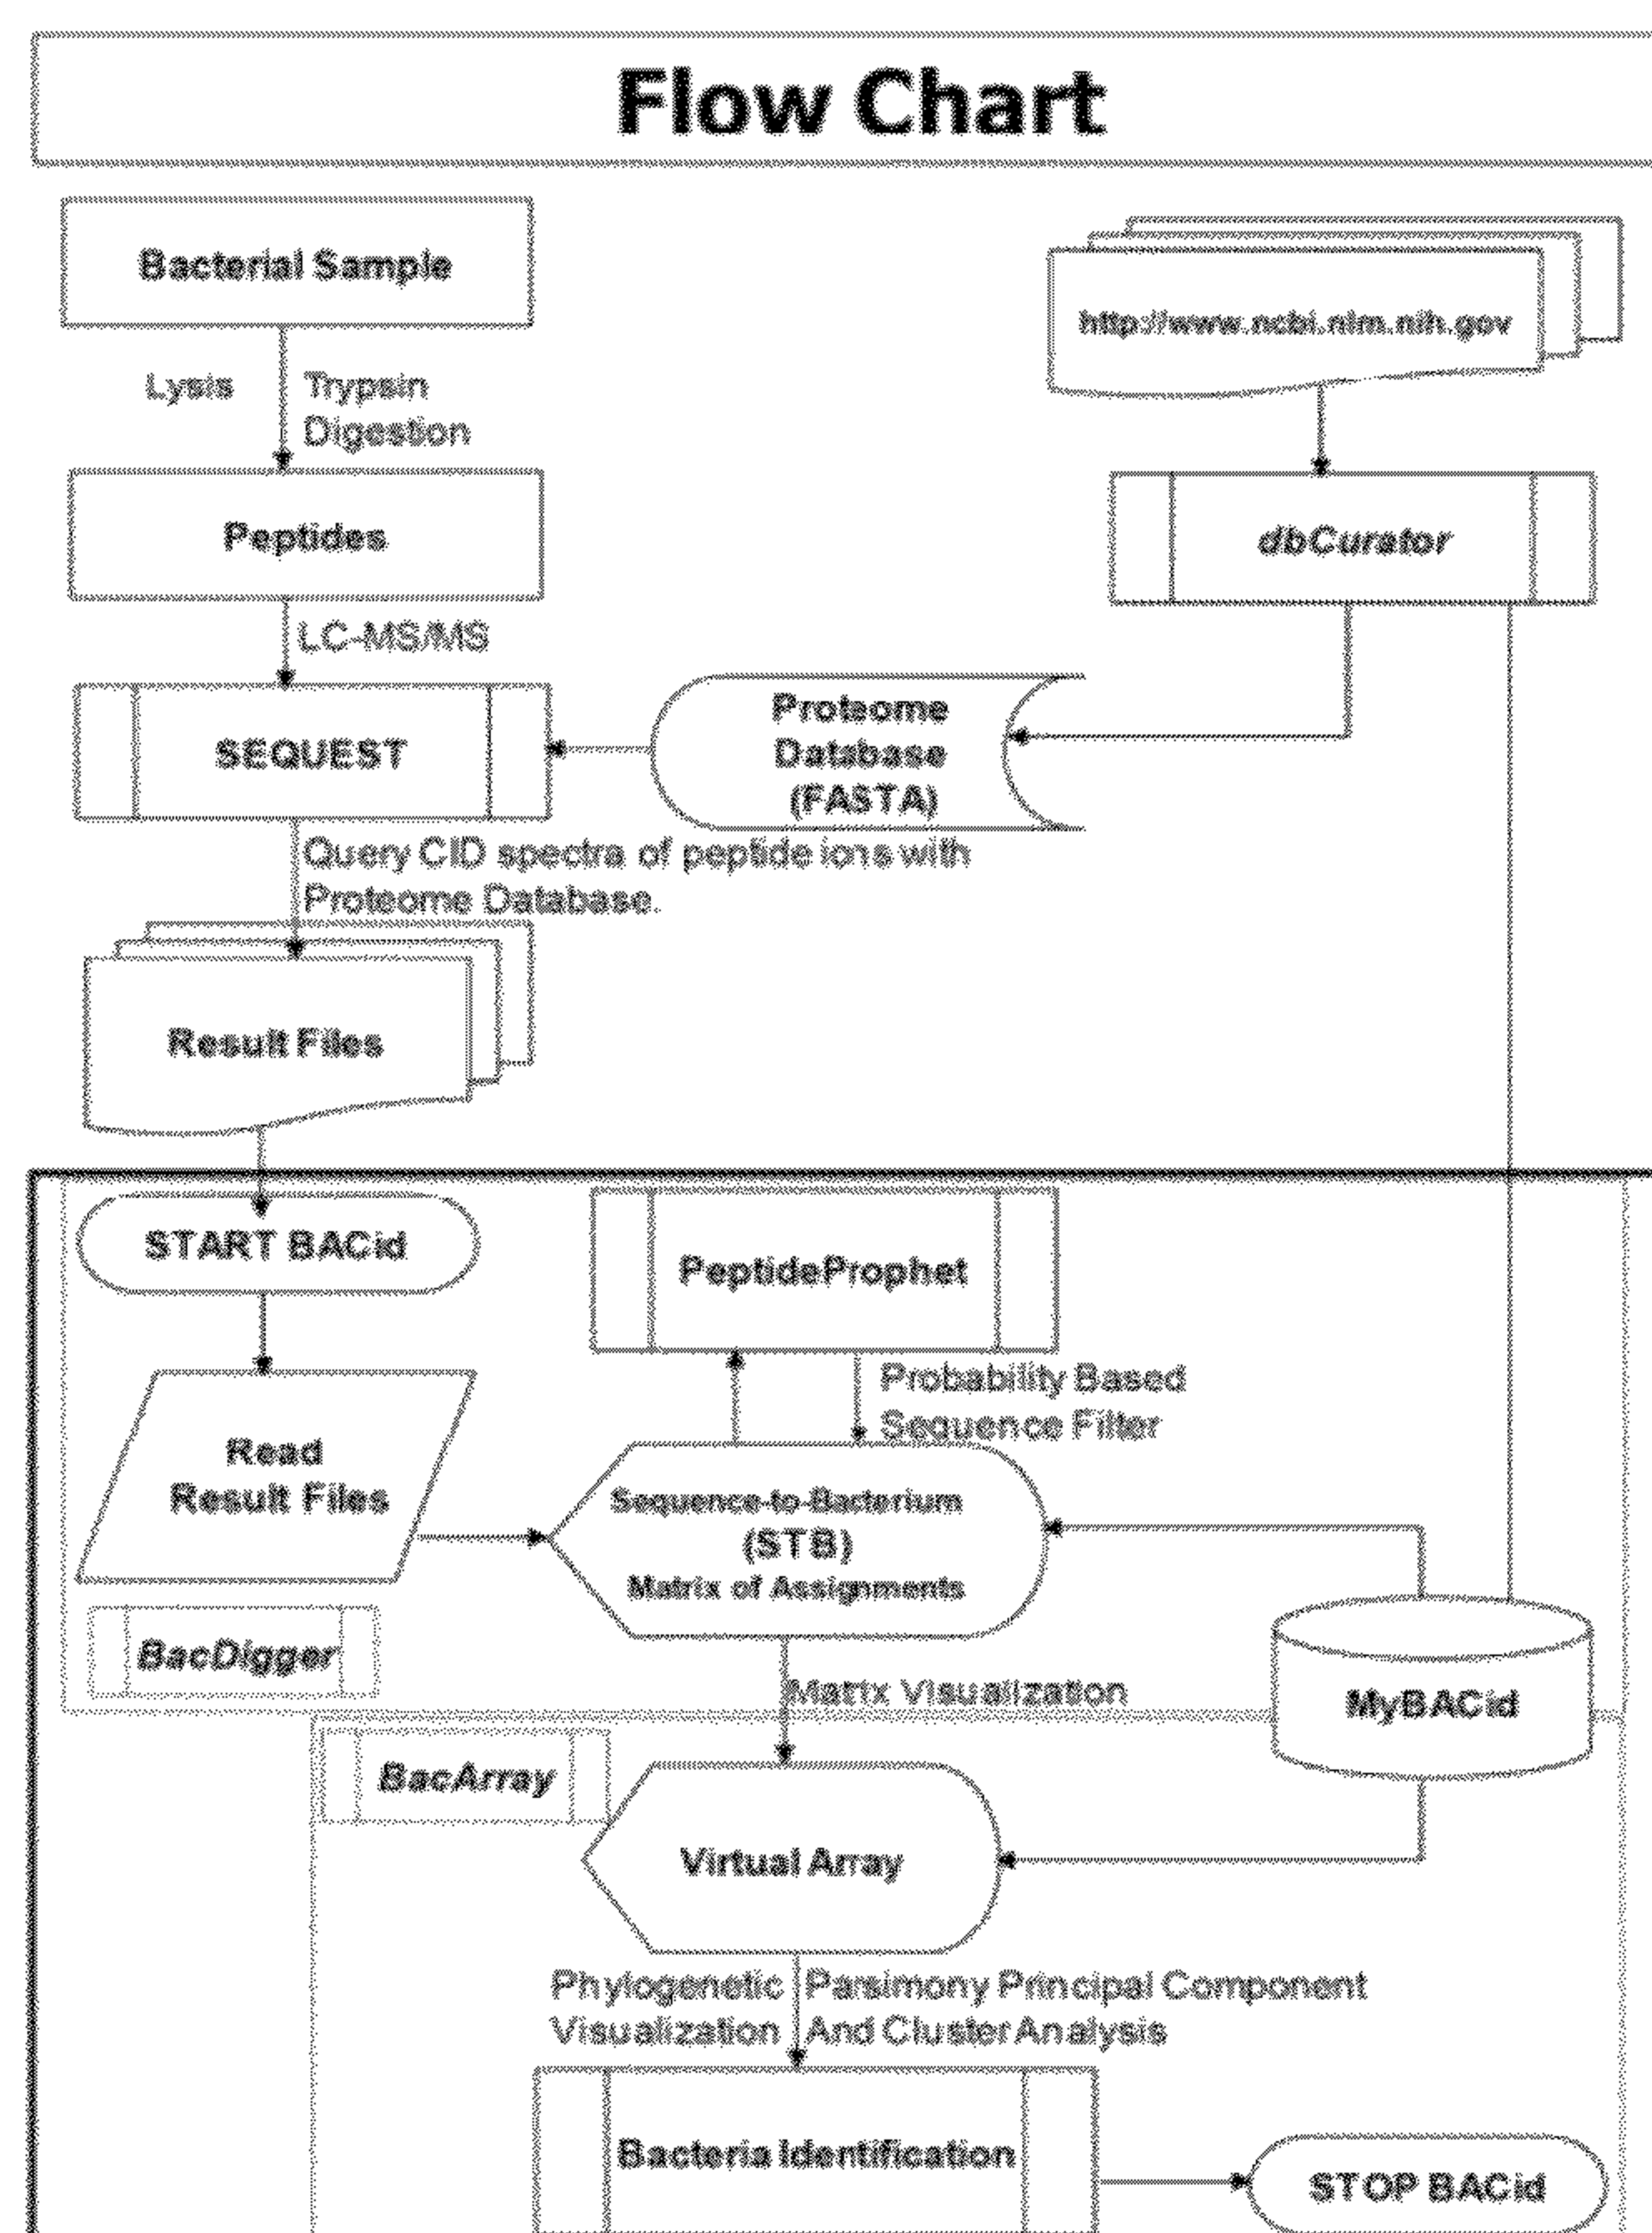 Flow Chart
Bacterial Sample
http://www.ncbi.nlm.nih.gov
Lysis
Trypsin
Digestion
Peptides
dbCurator
LC-MS/MS
SEQUEST
Proteome
Database
(FASTA)
Query CID spectra of peptide ions with
Proteome Database.
Result Files
START BACid
PeptideProphet
Probability Based
Sequence Filter
Read
Result Files
Sequence-to-Bacterium
(STB)
Matrix of Assignments
BacDigger
Matrix Visualization
MyBACid
BacArray
Virtual Array
Phylogenetic
Visualization
Parsimony Principal Component
And Cluster Analysis
Bacteria Identification
STOP BACid